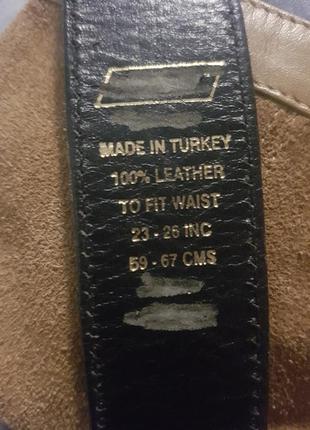 MADE IN TURKEY
100% LEATHER
TO FIT WAIST
23 - 26 INC
59 - 67 CMS